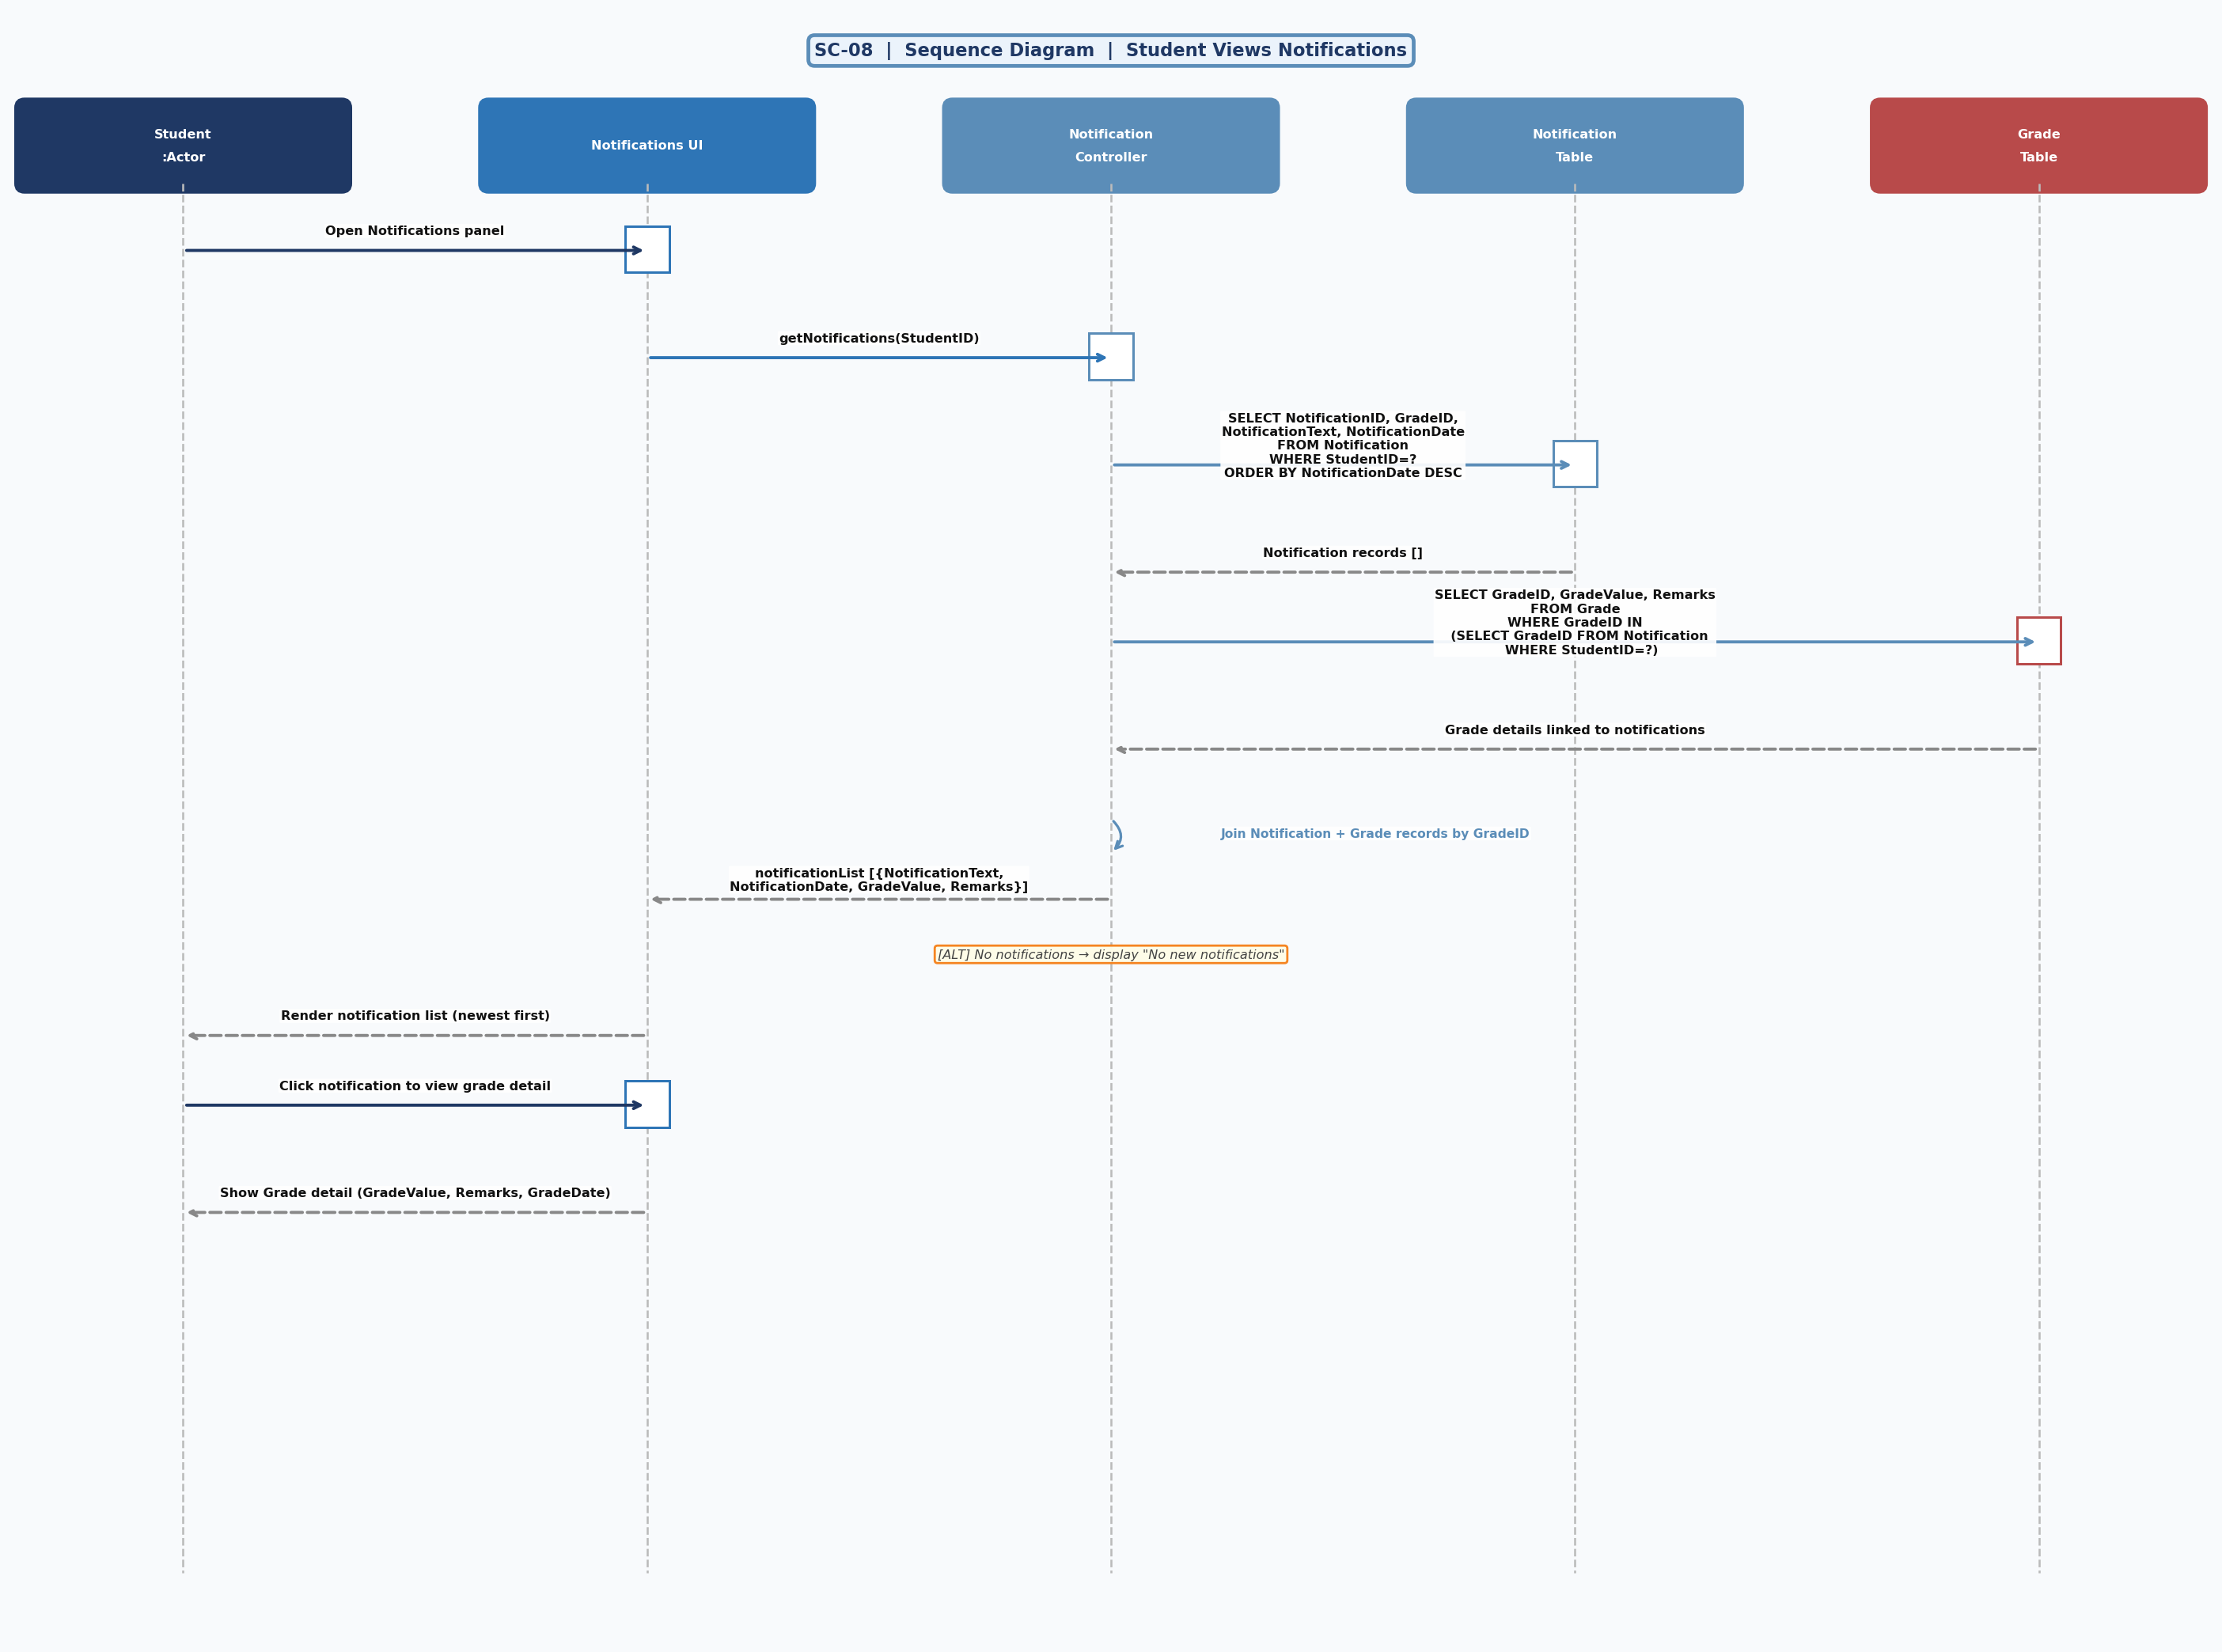 SC-08 | Sequence Diagram | Student Views Notifications
Student
:Actor
Notifications UI
Notification
Controller
Notification
Table
Grade
Table
Open Notifications panel
getNotifications(StudentID)
SELECT NotificationID, GradeID,
NotificationText, NotificationDate
FROM Notification
WHERE StudentID=?
ORDER BY NotificationDate DESC
Notification records []
SELECT GradeID, GradeValue, Remarks
FROM Grade
WHERE GradeID IN
(SELECT GradeID FROM Notification
WHERE StudentID=?)
Grade details linked to notifications
Join Notification + Grade records by GradeID
notificationList [{NotificationText,
NotificationDate, GradeValue, Remarks}]
[ALT] No notifications → display "No new notifications"
Render notification list (newest first)
Click notification to view grade detail
Show Grade detail (GradeValue, Remarks, GradeDate)